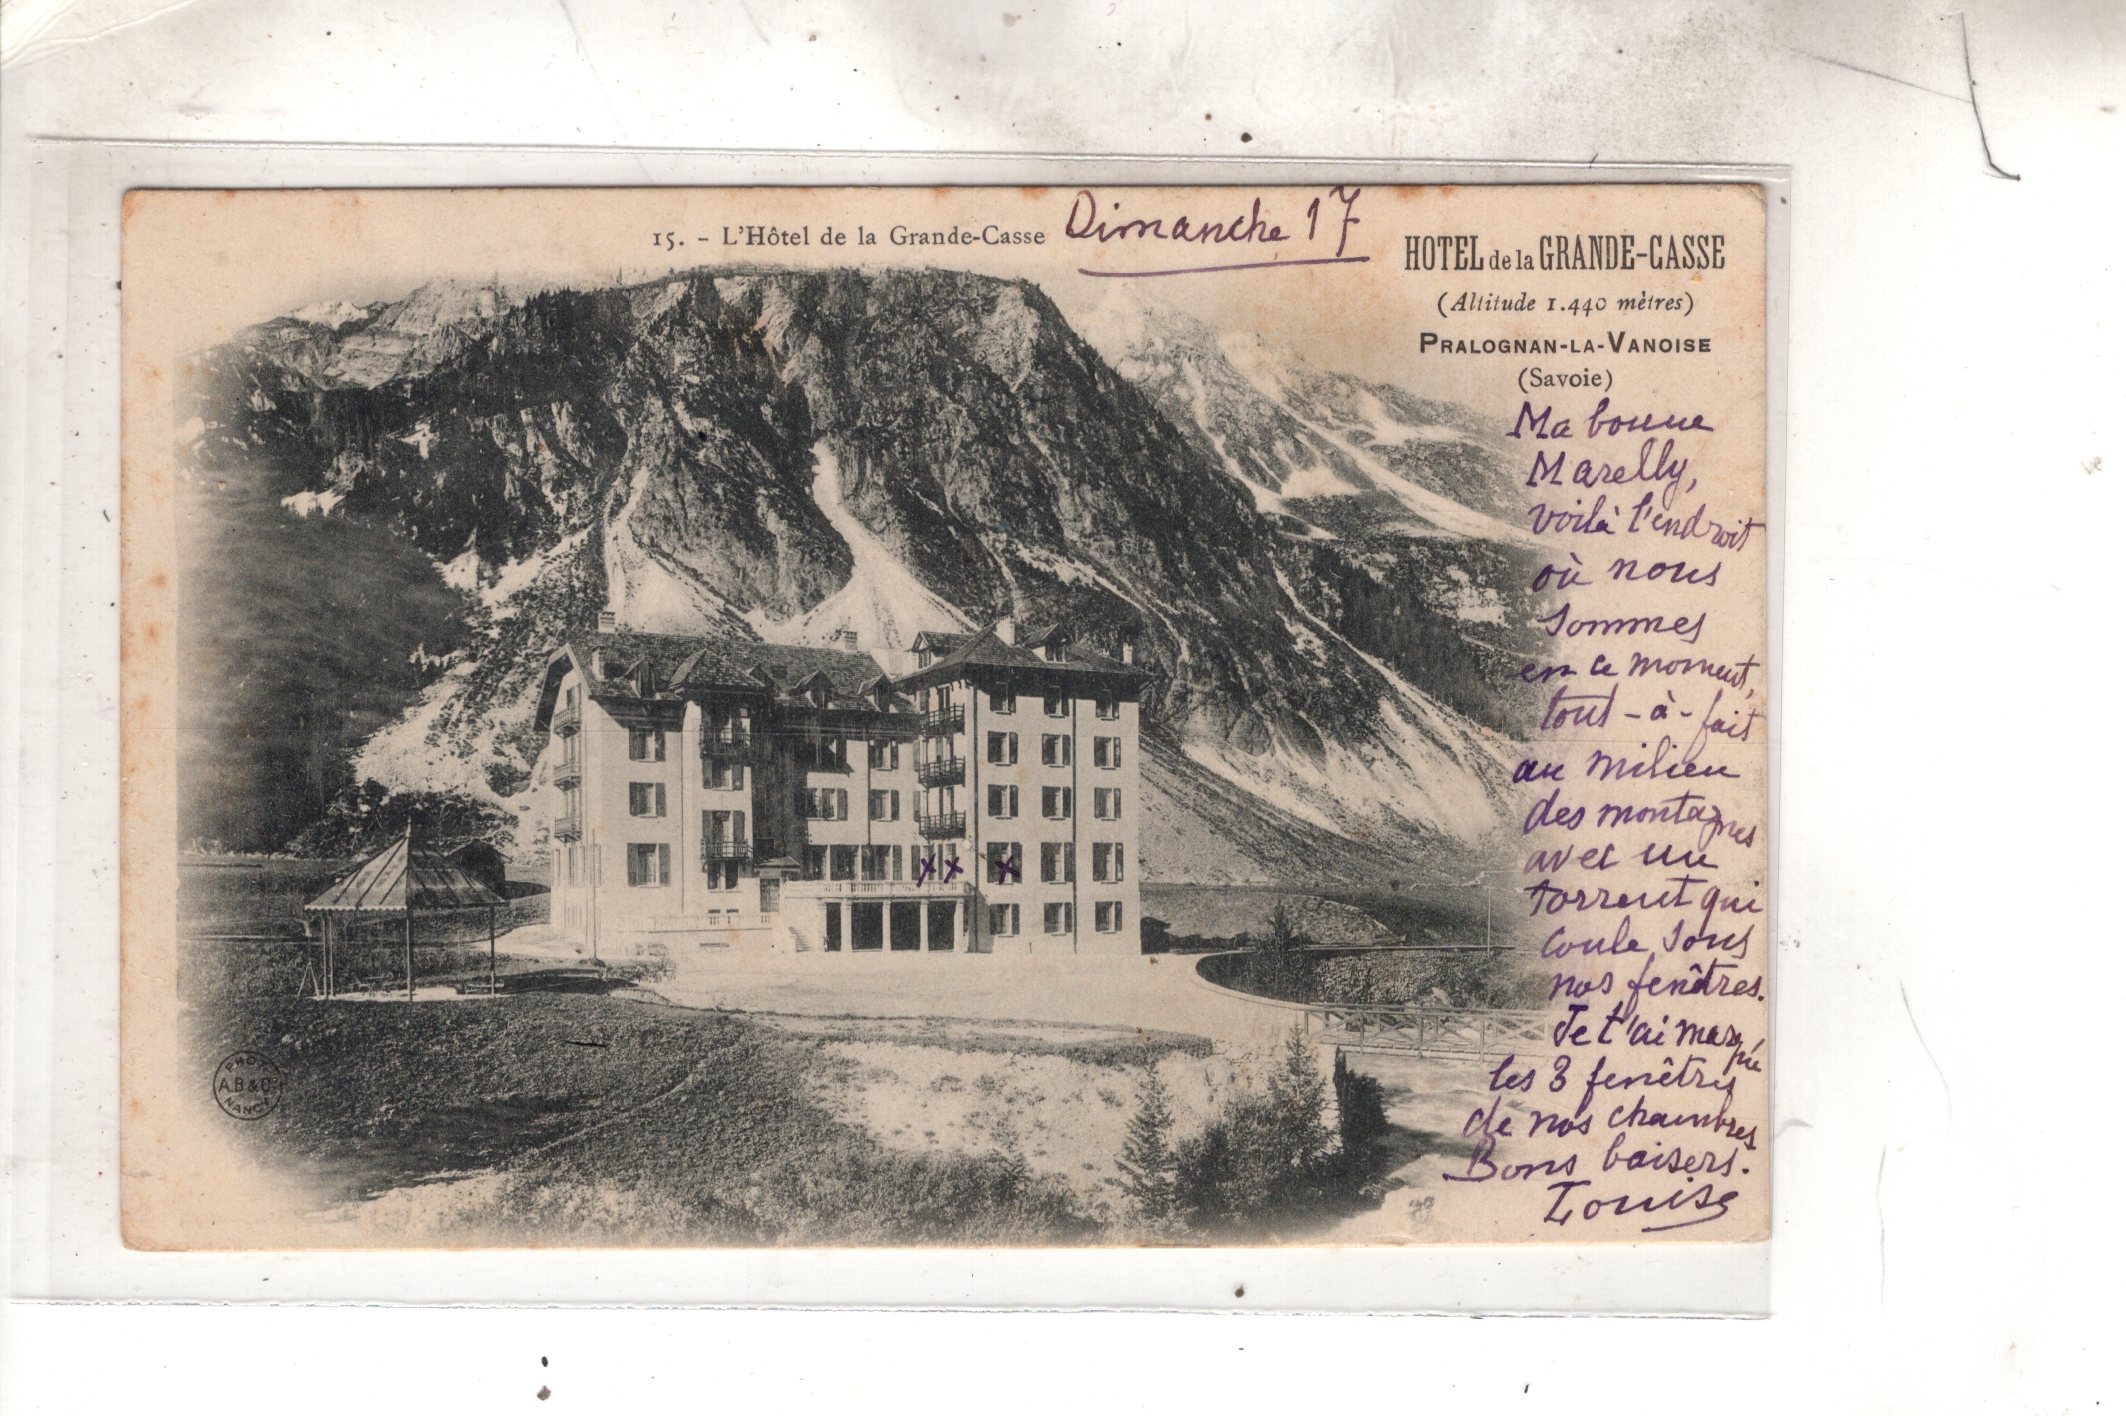 15. - L'Hôtel de la Grande-Casse
Dimanche 17
HOTEL de la GRANDE-CASSE
(Altitude 1.440 mètres)
PRALOGNAN-LA-VANOISE
(Savoie)
Ma bonne
Marelly,
voilà l'endroit
où nous
sommes
en ce moment,
tout-à-fait
au milieu
des montagnes
avec un
torrent qui
coule sous
nos fenêtres.
Je t'ai marqué
les 3 fenêtres
de nos chambres
Bons baisers.
Louise
PHOT.
A.B & C°
NANCY